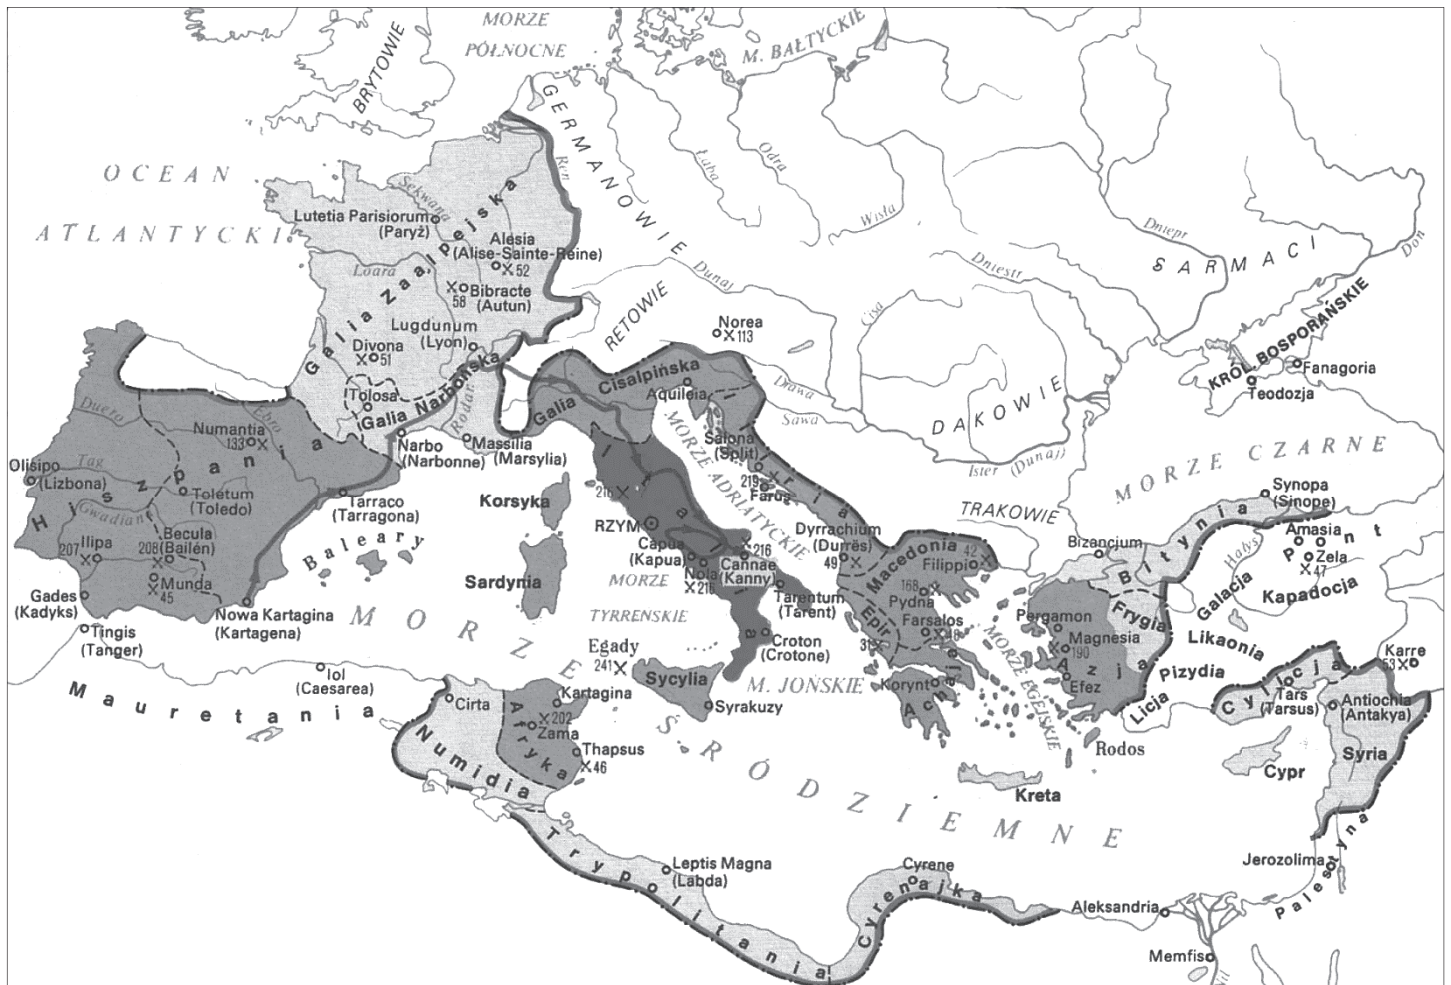 MORZE
PÓŁNOCNE
M. BAŁTYCKIE
BRYTOWIE
GERMANOWIE
OCEAN
ATLANTYCKI
Ren
Łaba
Odra
Wisła
Dniepr
Don
Dniestr
SARMACI
Sekwana
Lutetia Parisiorum
(Paryż)
Alesia
(Alise-Sainte-Reine)
52
Loara
Galia Zaalpejska
58
Bibracte
(Autun)
Lugdunum
(Lyon)
Divona
51
Dunaj
RETOWIE
Cisa
Norea
113
KRÓL. BOSPORAŃSKIE
Fanagoria
Teodozja
Galia Narbońska
Tolosa
Rodan
Galia Cisalpińska
Aquileia
Drawa
Sawa
DAKOWIE
Ister (Dunaj)
MORZE CZARNE
Duero
Ebro
Numantia
133
Narbo
(Narbonne)
Massilia
(Marsylia)
Salona
(Split)
MORZE ADRIATYCKIE
Iliria
219
Faros
Olisipo
(Lizbona)
Tag
Hiszpania
Toletum
(Toledo)
Gwadiana
Tarraco
(Tarragona)
Korsyka
Italia
RZYM
Synopa
(Sinope)
TRAKOWIE
Bizancjum
Bitynia
Halys
Amasia
Pont
Zela
47
Ilipa
207
Becula
208
(Bailén)
Munda
45
Baleary
Sardynia
Capua
(Kapua)
216
Cannae
(Kanny)
Nola
Dyrrachium
(Durrës)
49
Macedonia
42
Filippi
168
Pydna
Galacja
Kapadocja
Gades
(Kadyks)
Tingis
(Tanger)
Nowa Kartagina
(Kartagena)
MORZE
TYRREŃSKIE
Tarentum
(Tarent)
Croton
(Crotone)
Epir
31
Farsalos
48
Pergamon
Magnesia
190
Efez
Azja
Frygia
Likaonia
Pizydia
Licja
Cylicja
Tars
(Tarsus)
Karre
53
Iol
(Caesarea)
Mauretania
Egady
241
Sycylia
Syrakuzy
M. JOŃSKIE
Korynt
Achaja
MORZE EGEJSKIE
Rodos
Antiochia
(Antakya)
Syria
Cypr
Cirta
Numidia
Kartagina
Afryka
202
Zama
Thapsus
46
MORZE ŚRÓDZIEMNE
Kreta
Trypolitania
Leptis Magna
(Labda)
Cyrene
Cyrenajka
Aleksandria
Memfis
Nil
Jerozolima
Palestyna